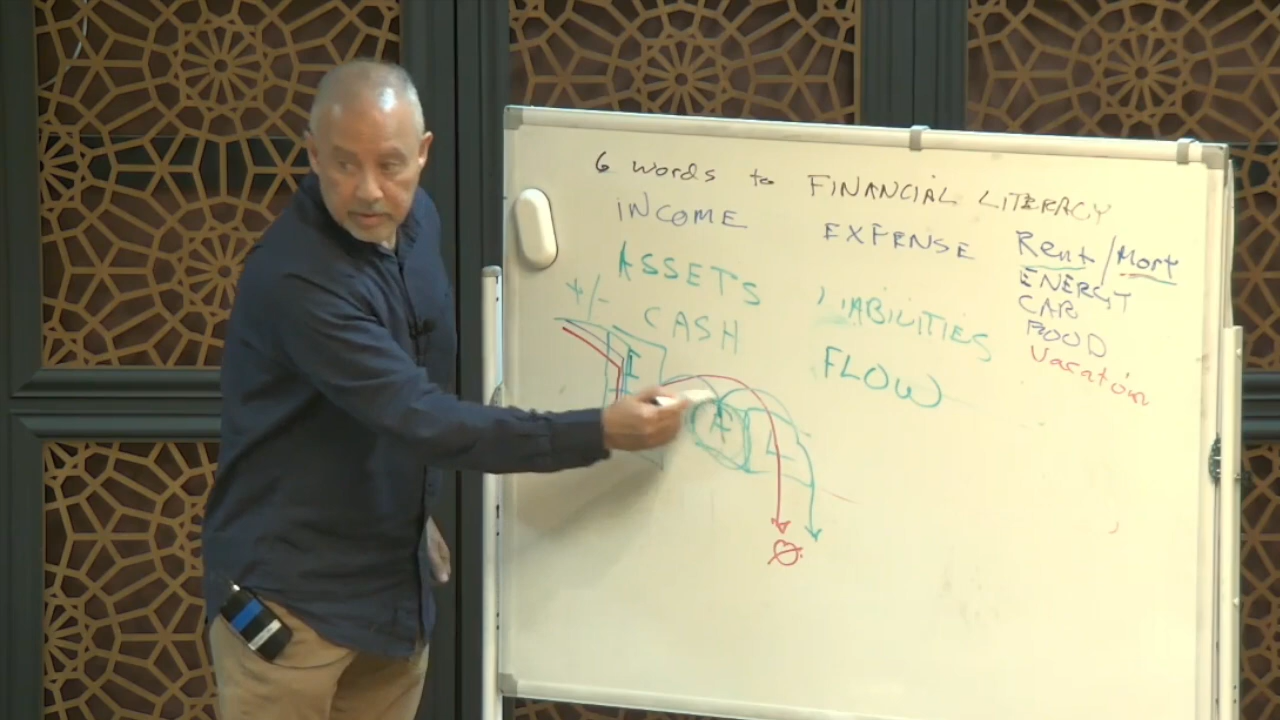 6 words to FINANCIAL LITERACY
INCOME EXPENSE Rent/Mort
ASSETS LIABILITIES ENERGY
+/- CASH FLOW CAR
FOOD
Vacation
E
A
L